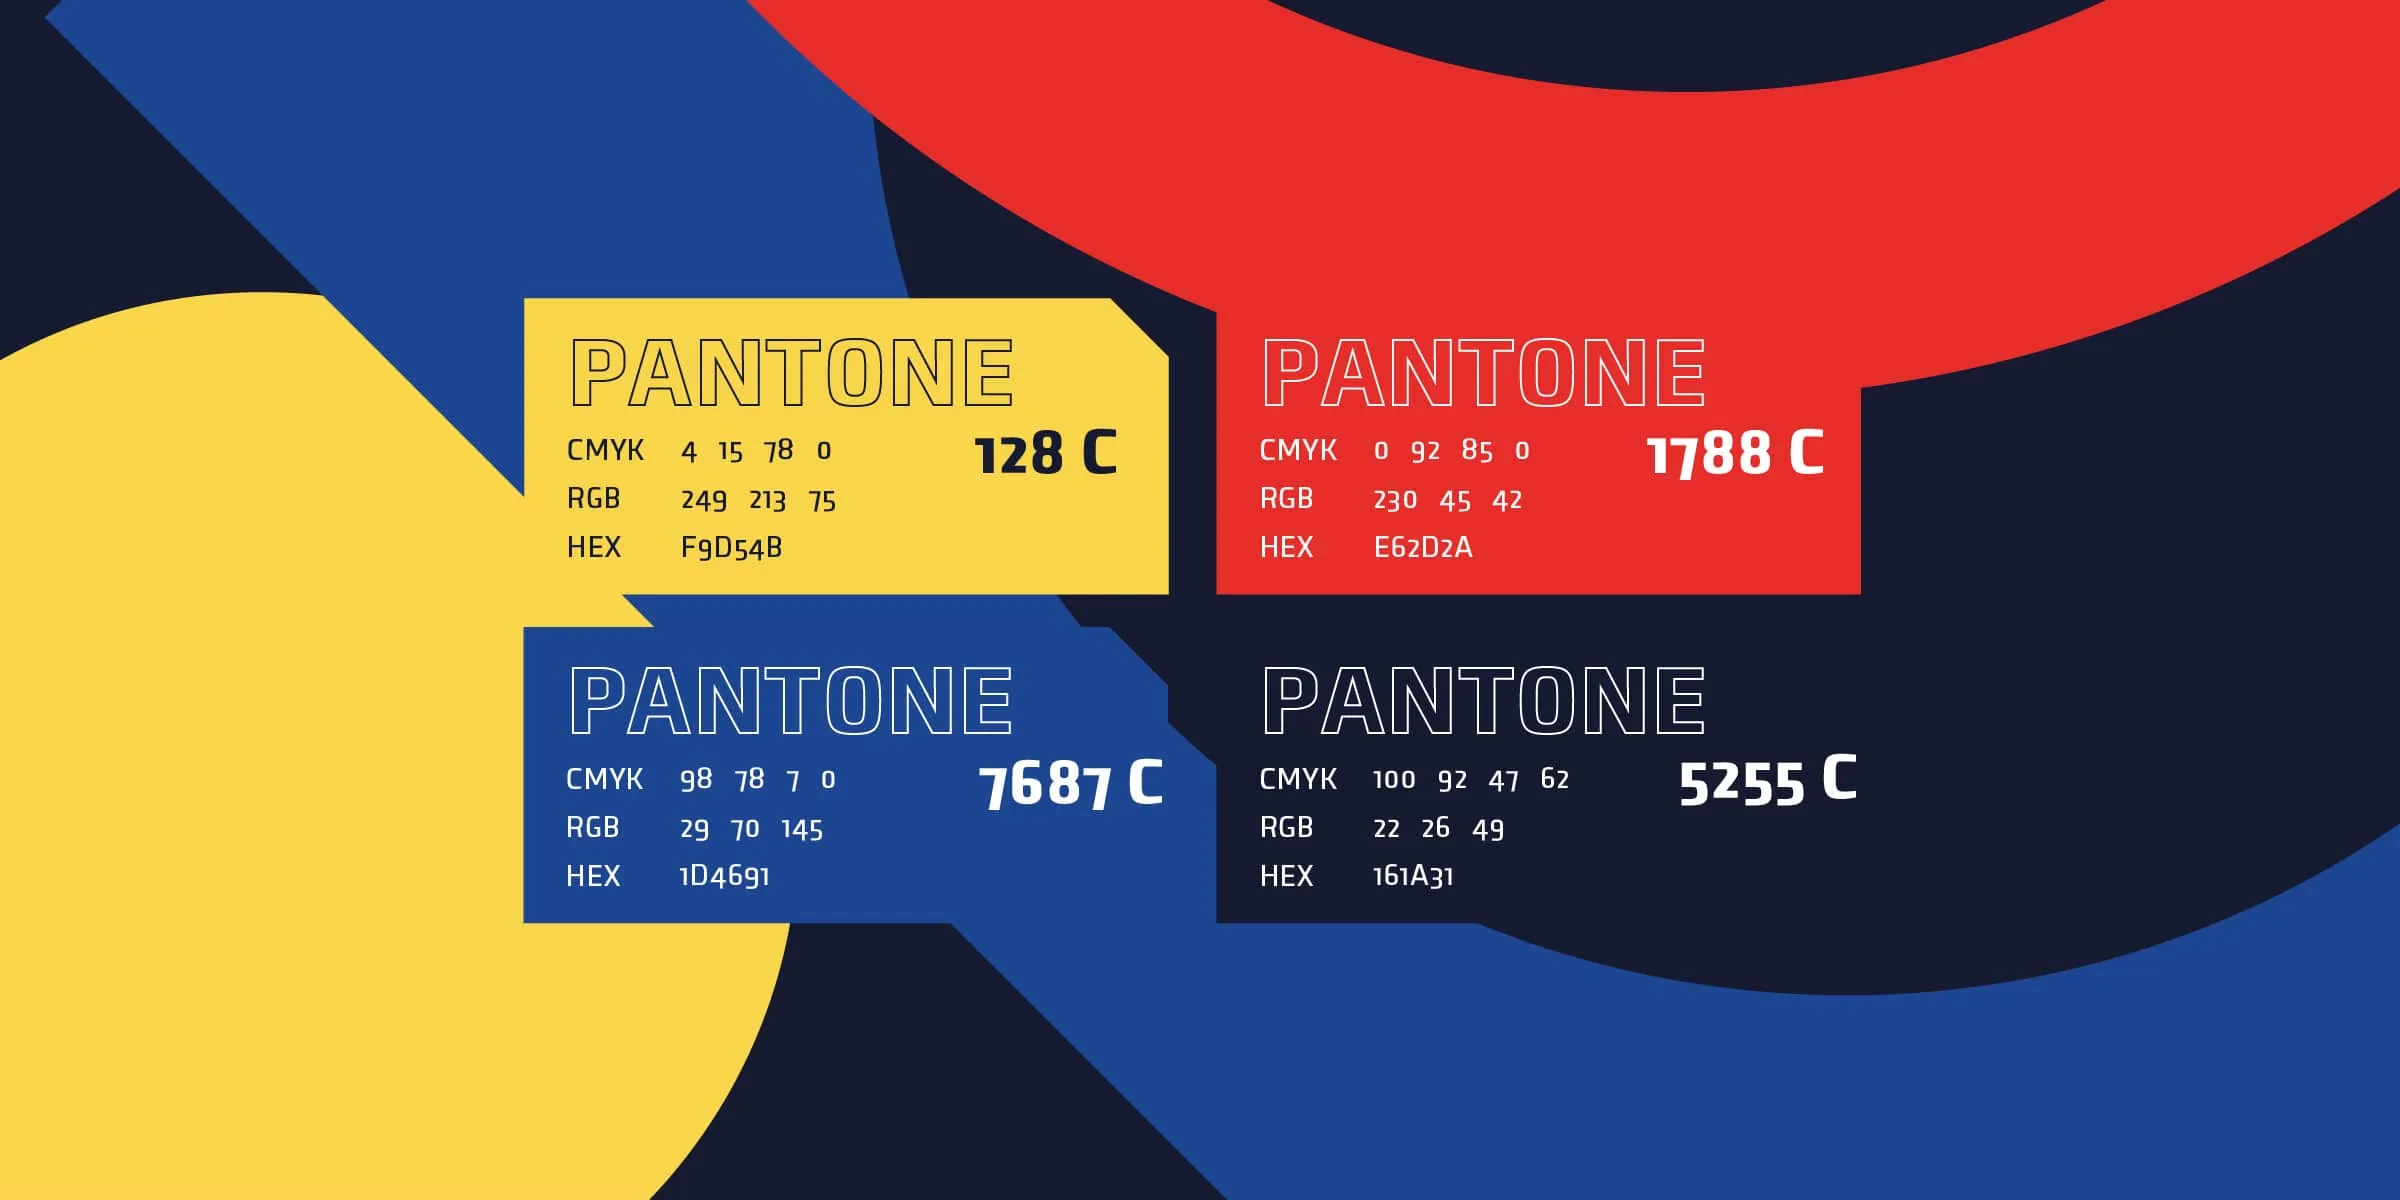 PANTONE
128 C
CMYK 4 15 78 0
RGB 249 213 75
HEX F9D54B
PANTONE
1788 C
CMYK 0 92 85 0
RGB 230 45 42
HEX E62D2A
PANTONE
7687 C
CMYK 98 78 7 0
RGB 29 70 145
HEX 1D4691
PANTONE
5255 C
CMYK 100 92 47 62
RGB 22 26 49
HEX 161A31